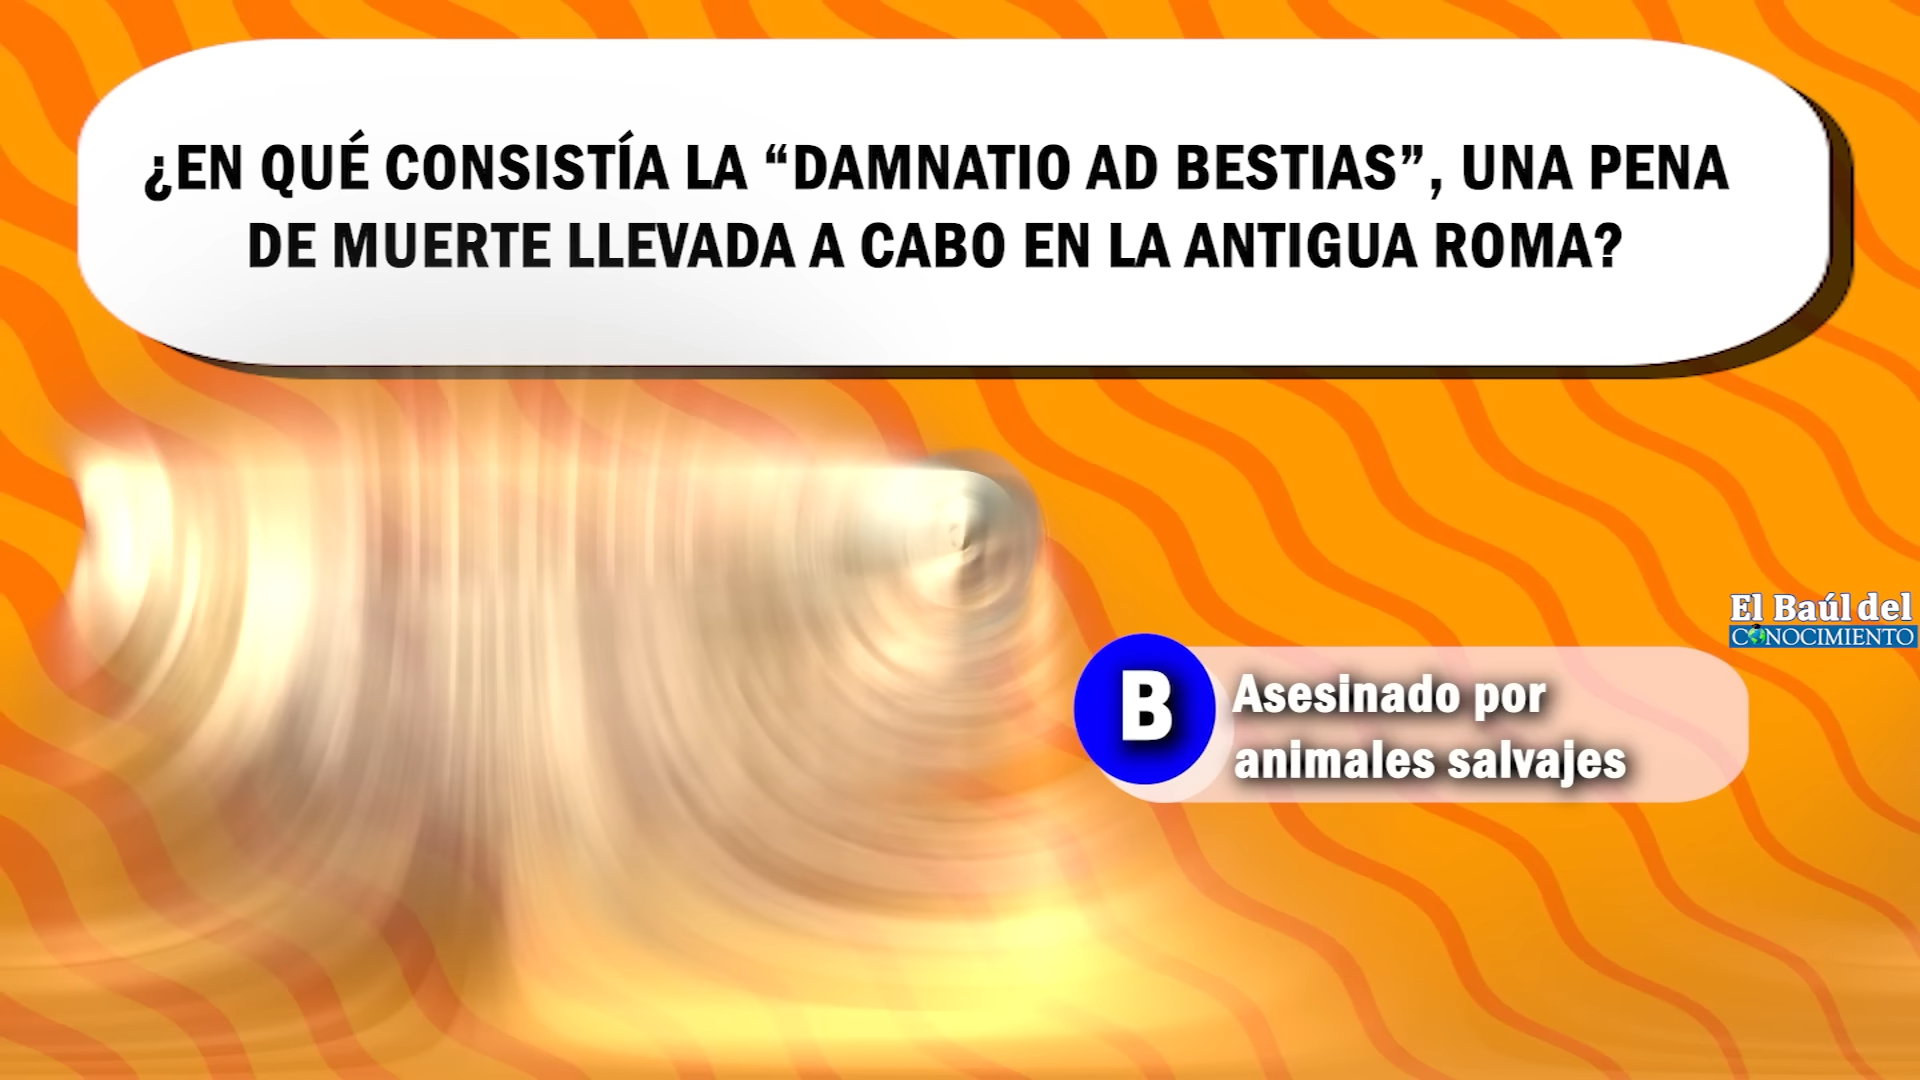 ¿EN QUÉ CONSISTÍA LA “DAMNATIO AD BESTIAS”, UNA PENA
DE MUERTE LLEVADA A CABO EN LA ANTIGUA ROMA?
El Baúl del
CONOCIMIENTO
B
Asesinado por
animales salvajes